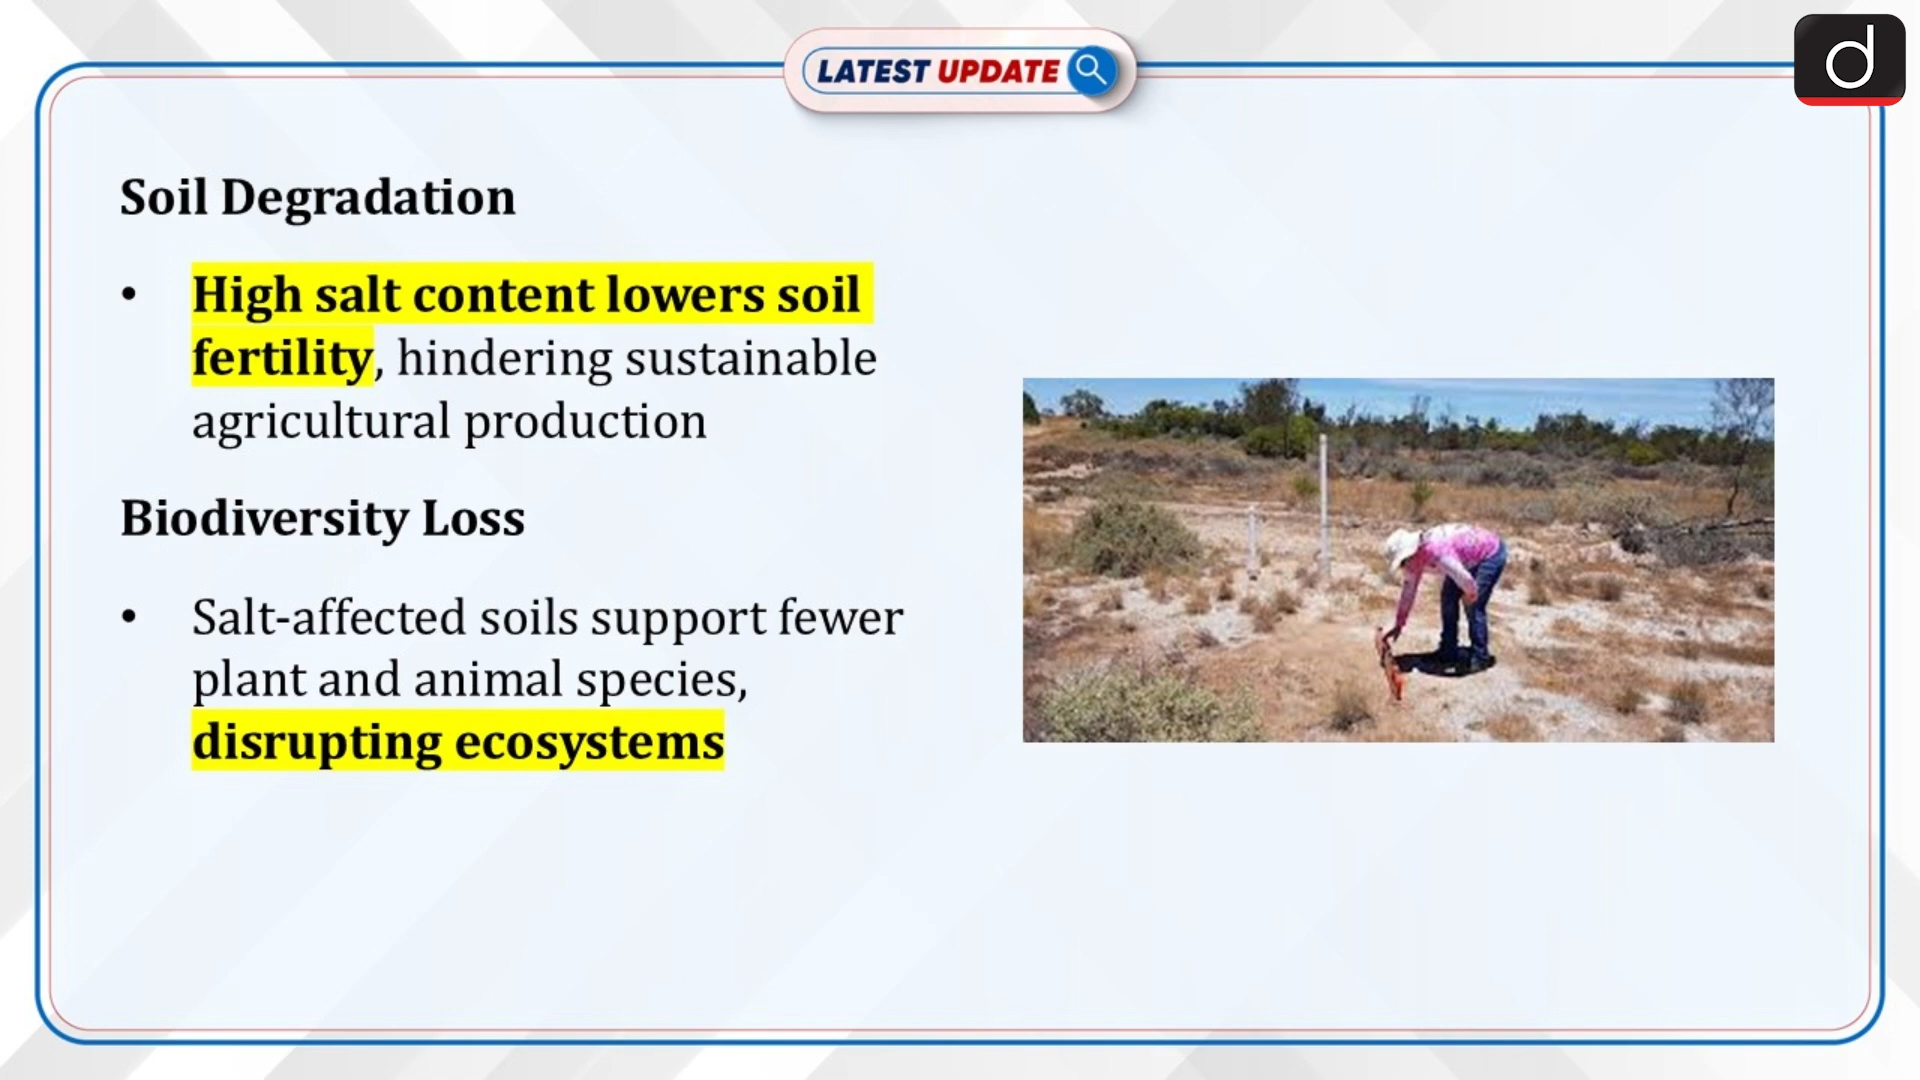 LATEST UPDATE
d
Soil Degradation
• High salt content lowers soil
fertility, hindering sustainable
agricultural production
Biodiversity Loss
• Salt-affected soils support fewer
plant and animal species,
disrupting ecosystems